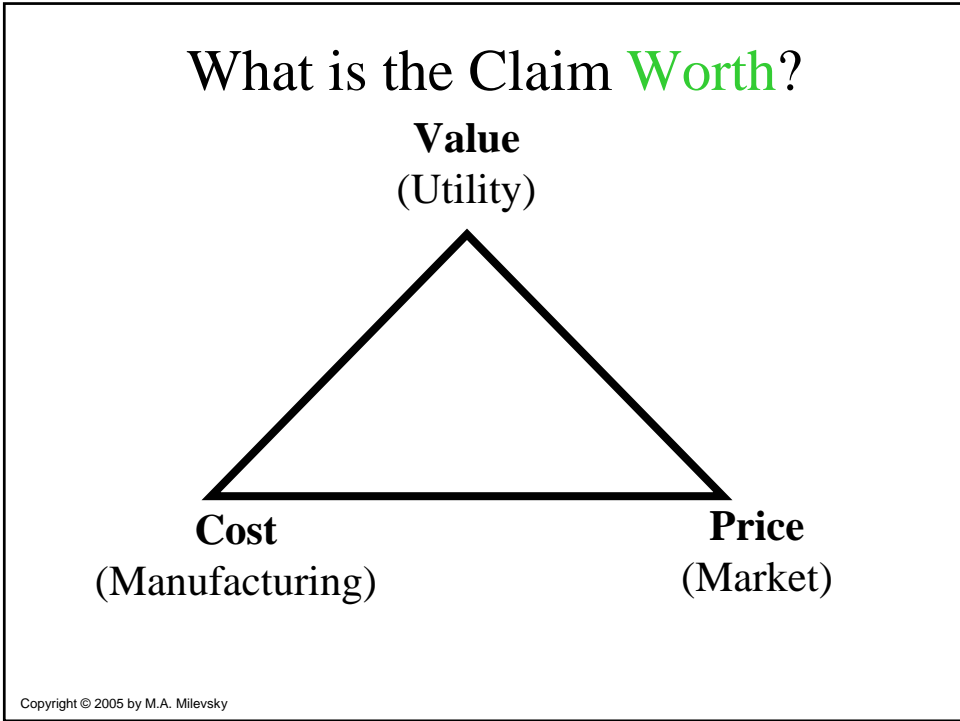 What is the Claim Worth?
Value
(Utility)
Cost
(Manufacturing)
Price
(Market)
Copyright © 2005 by M.A. Milevsky